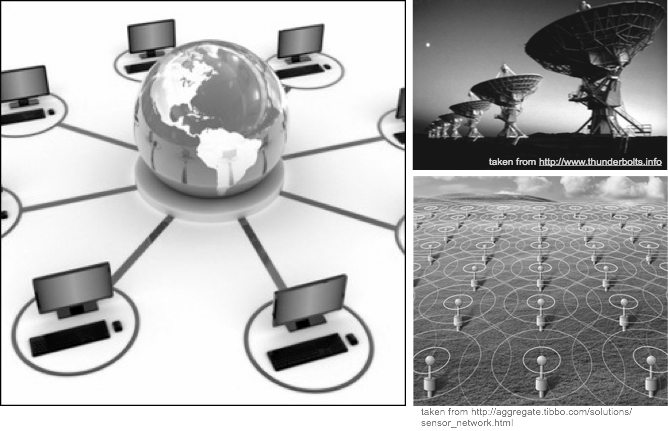 taken from http://www.thunderbolts.info
taken from http://aggregate.tibbo.com/solutions/
sensor_network.html